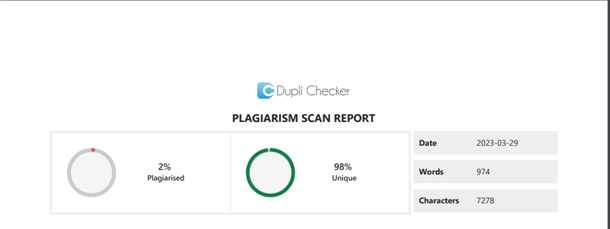 Dupli Checker
PLAGIARISM SCAN REPORT
2%
Plagiarised
98%
Unique
Date 2023-03-29
Words 974
Characters 7278